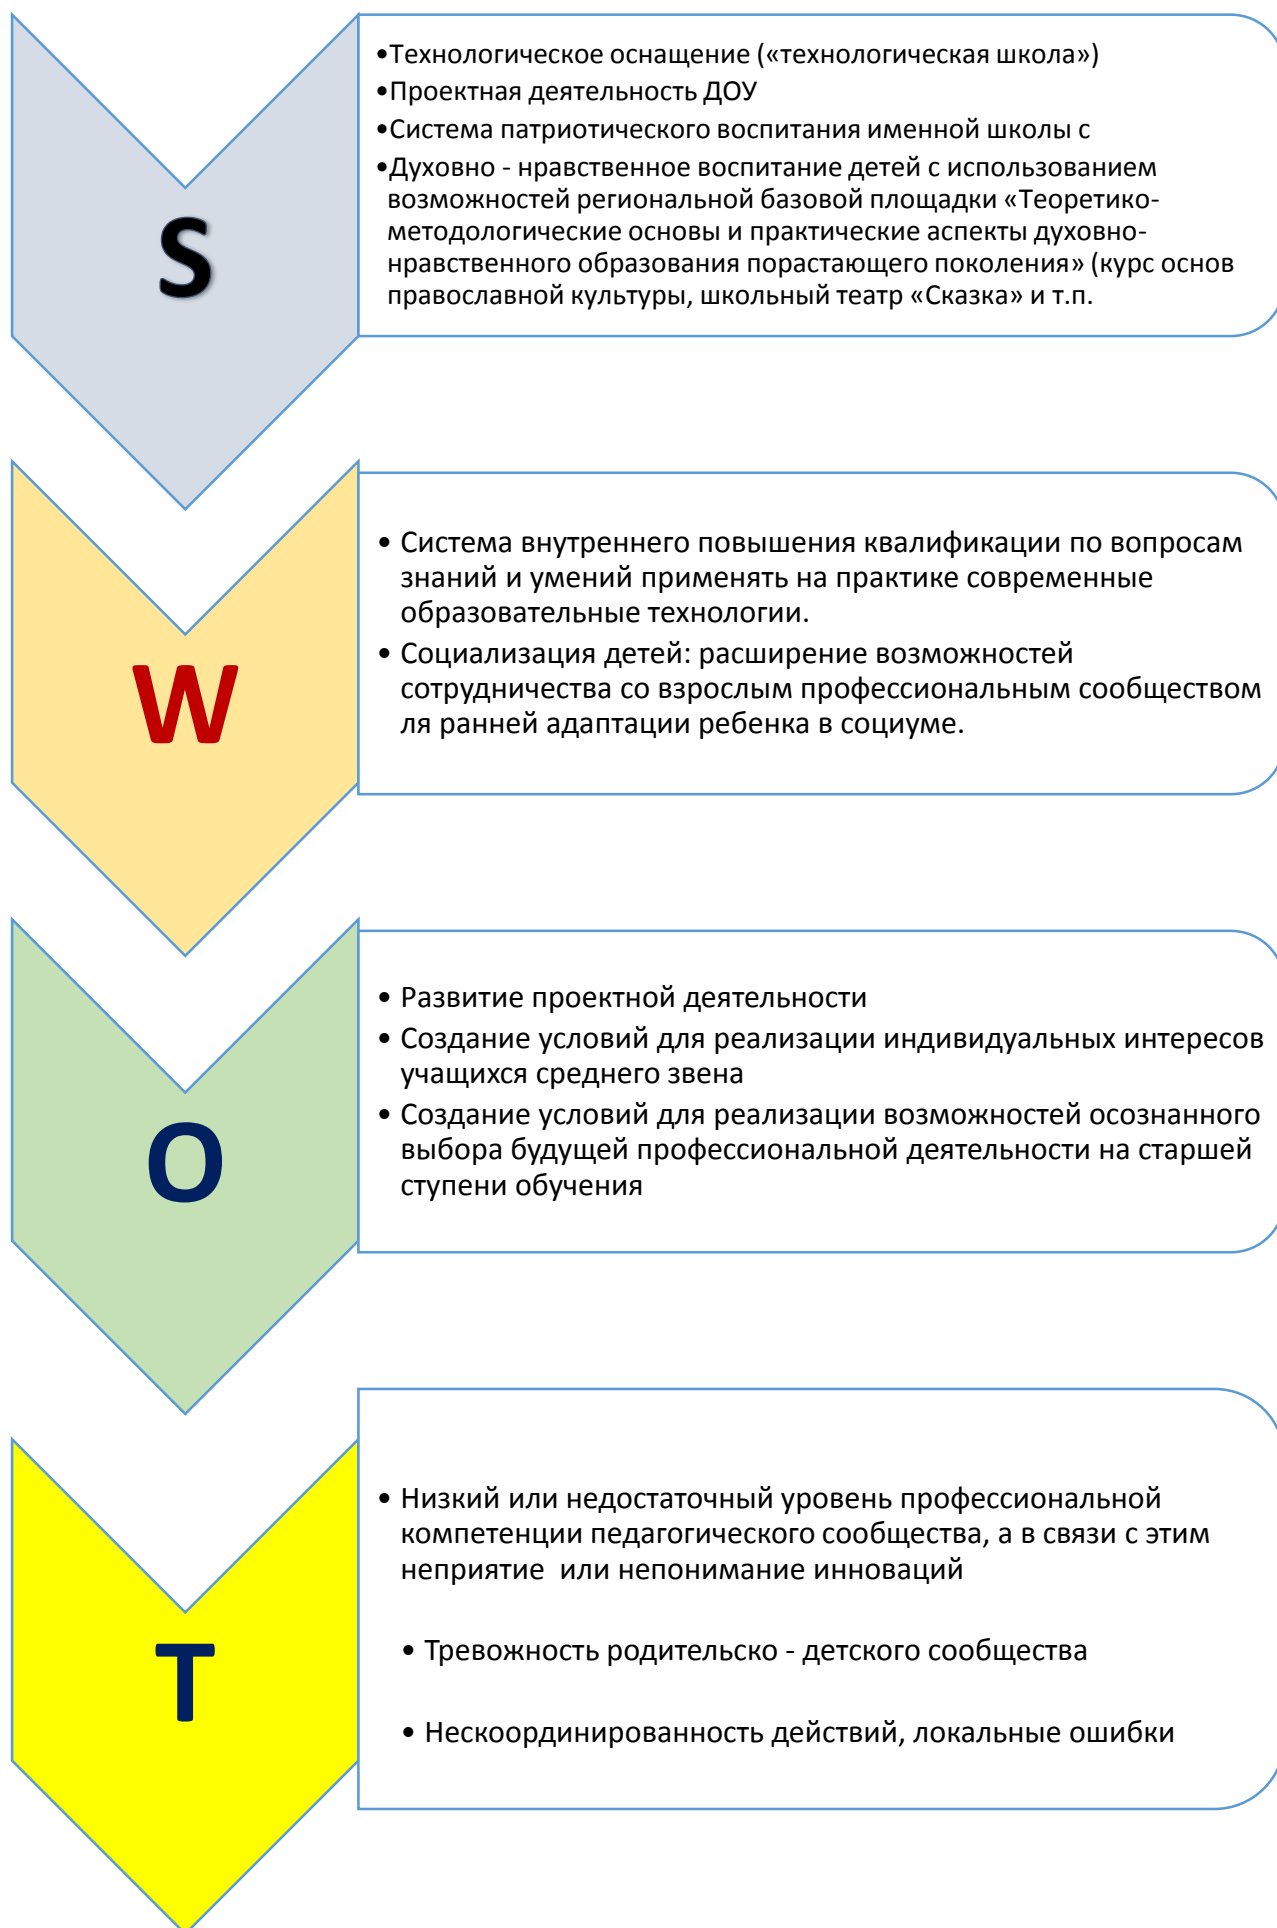 S
•Технологическое оснащение («технологическая школа»)
•Проектная деятельность ДОУ
•Система патриотического воспитания именной школы с
•Духовно - нравственное воспитание детей с использованием
возможностей региональной базовой площадки «Теоретико-
методологические основы и практические аспекты духовно-
нравственного образования порастающего поколения» (курс основ
православной культуры, школьный театр «Сказка» и т.п.
W
• Система внутреннего повышения квалификации по вопросам
знаний и умений применять на практике современные
образовательные технологии.
• Социализация детей: расширение возможностей
сотрудничества со взрослым профессиональным сообществом
ля ранней адаптации ребенка в социуме.
O
• Развитие проектной деятельности
• Создание условий для реализации индивидуальных интересов
учащихся среднего звена
• Создание условий для реализации возможностей осознанного
выбора будущей профессиональной деятельности на старшей
ступени обучения
T
• Низкий или недостаточный уровень профессиональной
компетенции педагогического сообщества, а в связи с этим
неприятие  или непонимание инноваций
• Тревожность родительско - детского сообщества
• Нескоординированность действий, локальные ошибки